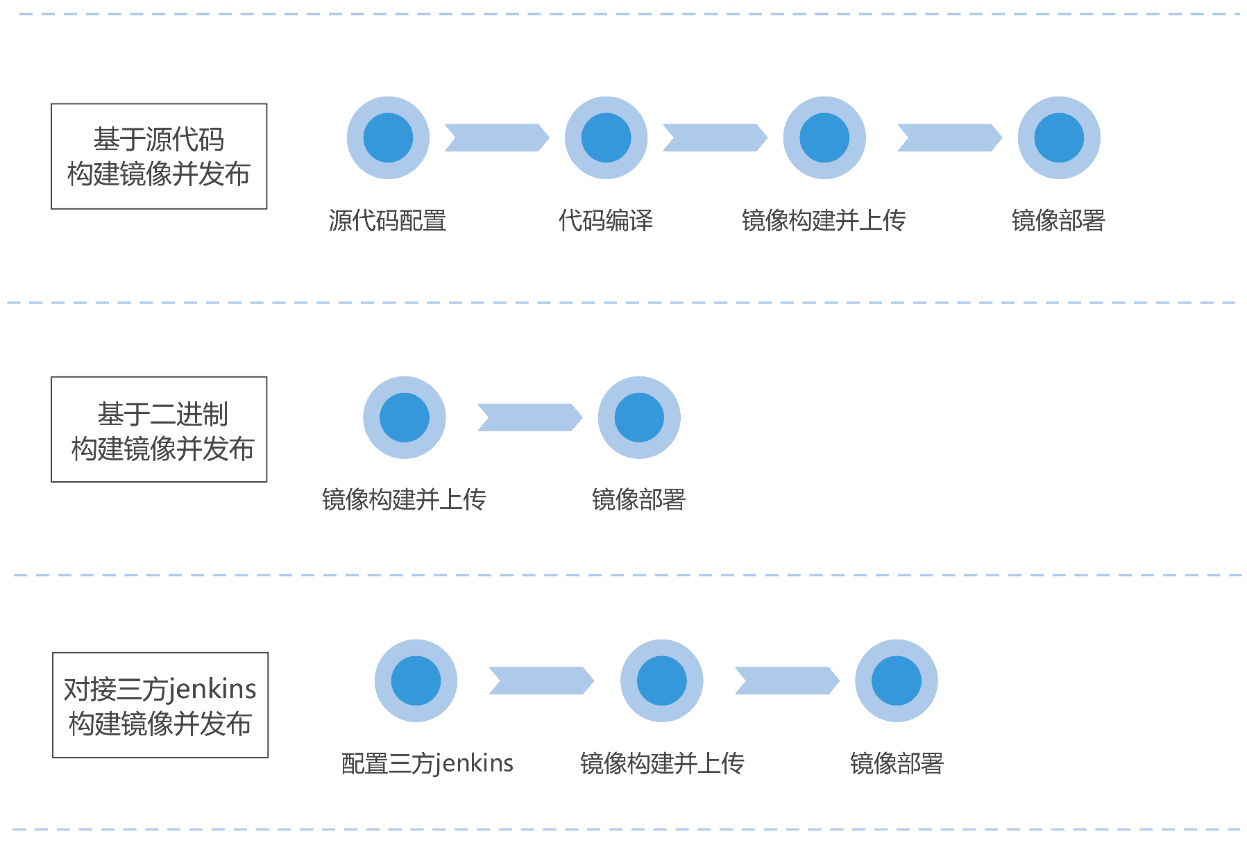 基于源代码
构建镜像并发布
源代码配置
代码编译
镜像构建并上传
镜像部署
基于二进制
构建镜像并发布
镜像构建并上传
镜像部署
对接三方jenkins
构建镜像并发布
配置三方jenkins
镜像构建并上传
镜像部署